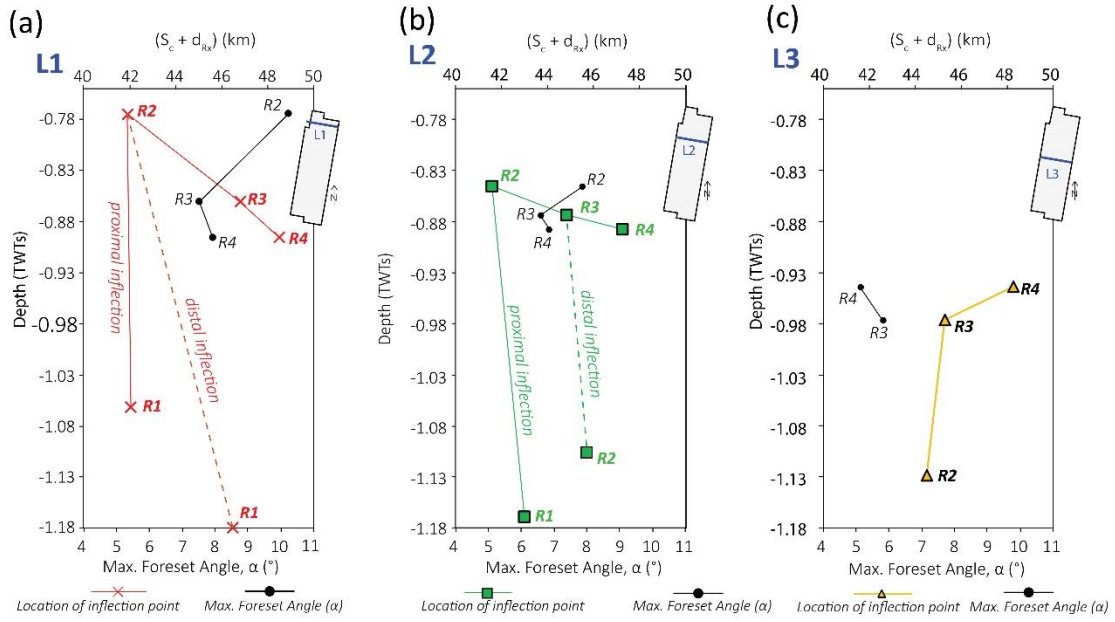 (a)
(S_c + d_Rx) (km)
L1
40 42 44 46 48 50
-0.78
-0.83
-0.88
-0.93
-0.98
-1.03
-1.08
-1.13
-1.18
Depth (TWTs)
R2
R2
R3
R3
R4
R4
proximal inflection
distal inflection
R1
R1
L1
N
4 5 6 7 8 9 10 11
Max. Foreset Angle, α (°)
Location of inflection point
Max. Foreset Angle (α)
(b)
(S_c + d_Rx) (km)
L2
40 42 44 46 48 50
-0.78
-0.83
-0.88
-0.93
-0.98
-1.03
-1.08
-1.13
-1.18
Depth (TWTs)
R2
R2
R3
R3
R4
R4
proximal inflection
distal inflection
R2
R1
L2
N
4 5 6 7 8 9 10 11
Max. Foreset Angle, α (°)
Location of inflection point
Max. Foreset Angle (α)
(c)
(S_c + d_Rx) (km)
L3
40 42 44 46 48 50
-0.78
-0.83
-0.88
-0.93
-0.98
-1.03
-1.08
-1.13
-1.18
Depth (TWTs)
R4
R4
R3
R3
R2
L3
N
4 5 6 7 8 9 10 11
Max. Foreset Angle, α (°)
Location of inflection point
Max. Foreset Angle (α)